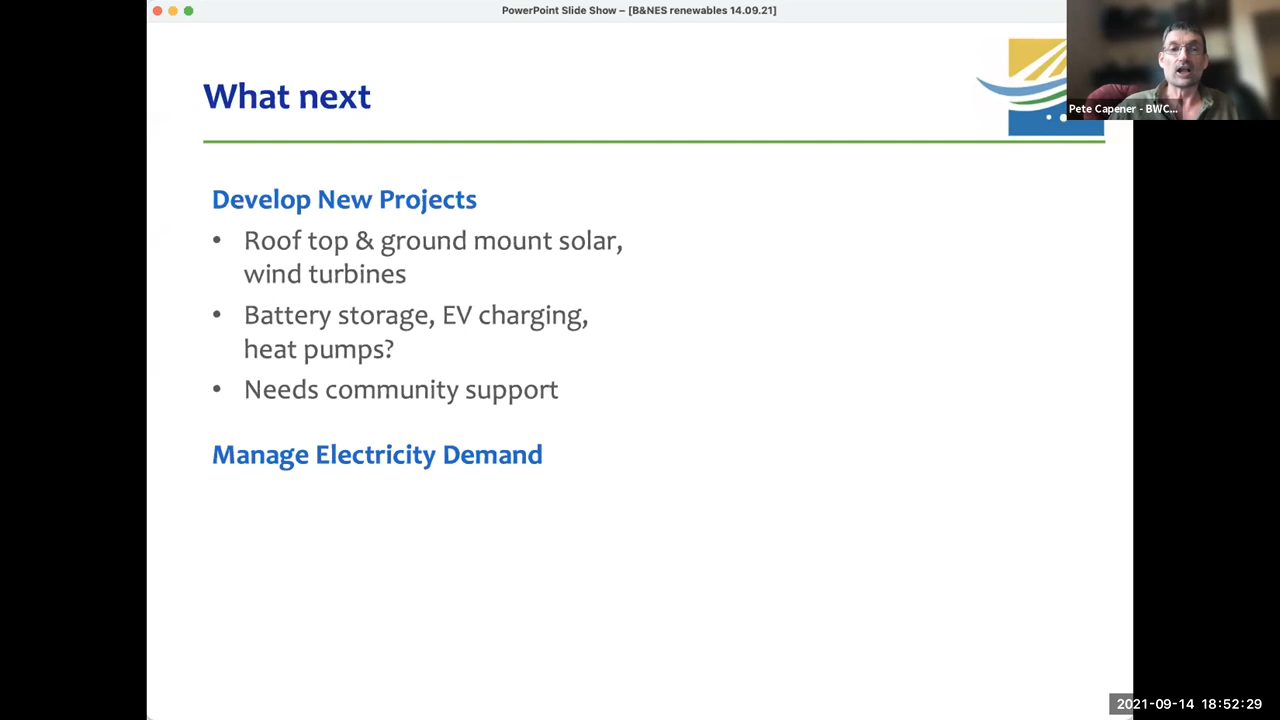 PowerPoint Slide Show – [B&NES renewables 14.09.21]
What next
Pete Capener - BWC...
Develop New Projects
• Roof top & ground mount solar,
wind turbines
• Battery storage, EV charging,
heat pumps?
• Needs community support
Manage Electricity Demand
2021-09-14 18:52:29